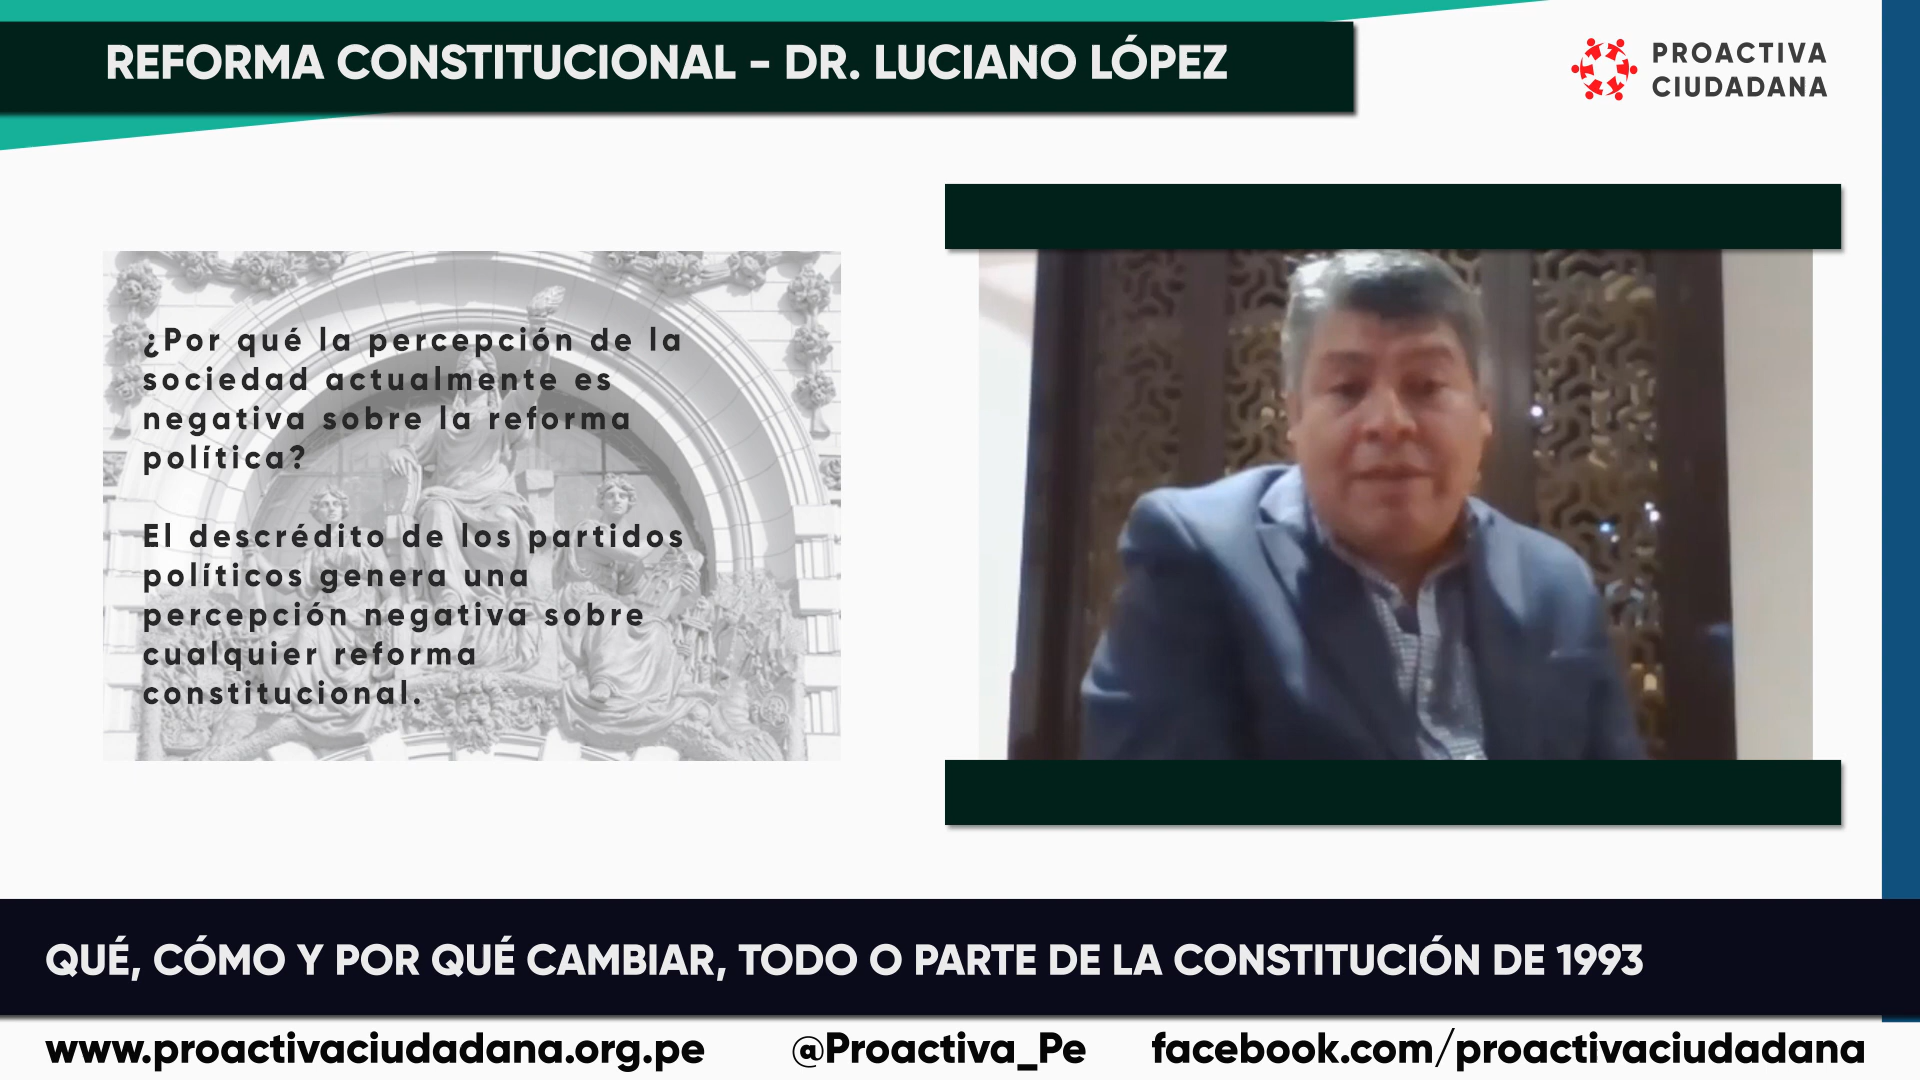 REFORMA CONSTITUCIONAL - DR. LUCIANO LÓPEZ
PROACTIVA
CIUDADANA
¿Por qué la percepción de la
sociedad actualmente es
negativa sobre la reforma
política?
El descrédito de los partidos
políticos genera una
percepción negativa sobre
cualquier reforma
constitucional.
QUÉ, CÓMO Y POR QUÉ CAMBIAR, TODO O PARTE DE LA CONSTITUCIÓN DE 1993
www.proactivaciudadana.org.pe @Proactiva_Pe facebook.com/proactivaciudadana